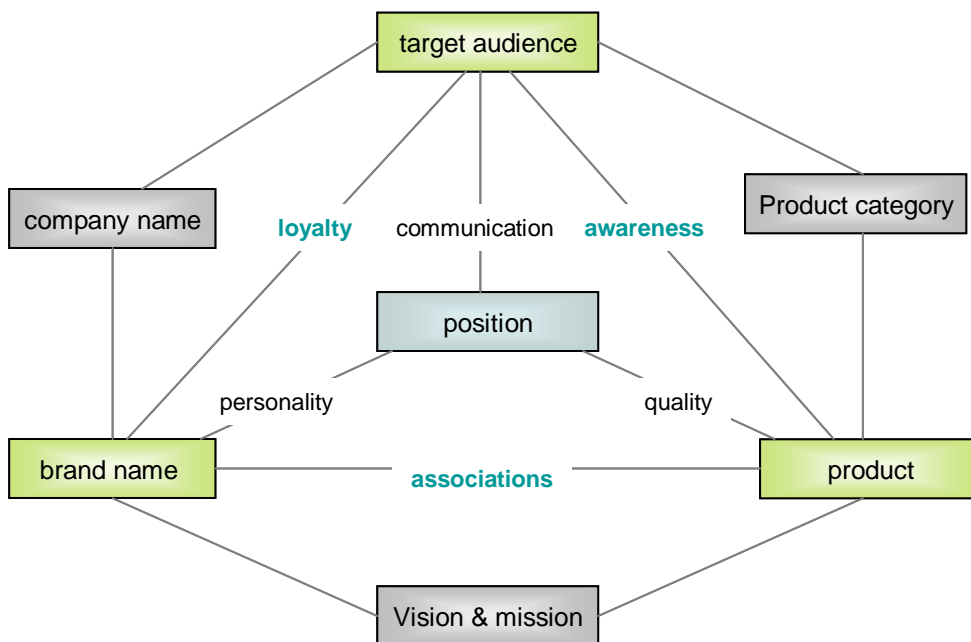 target audience
company name
Product category
loyalty
communication
awareness
position
personality
quality
brand name
associations
product
Vision & mission